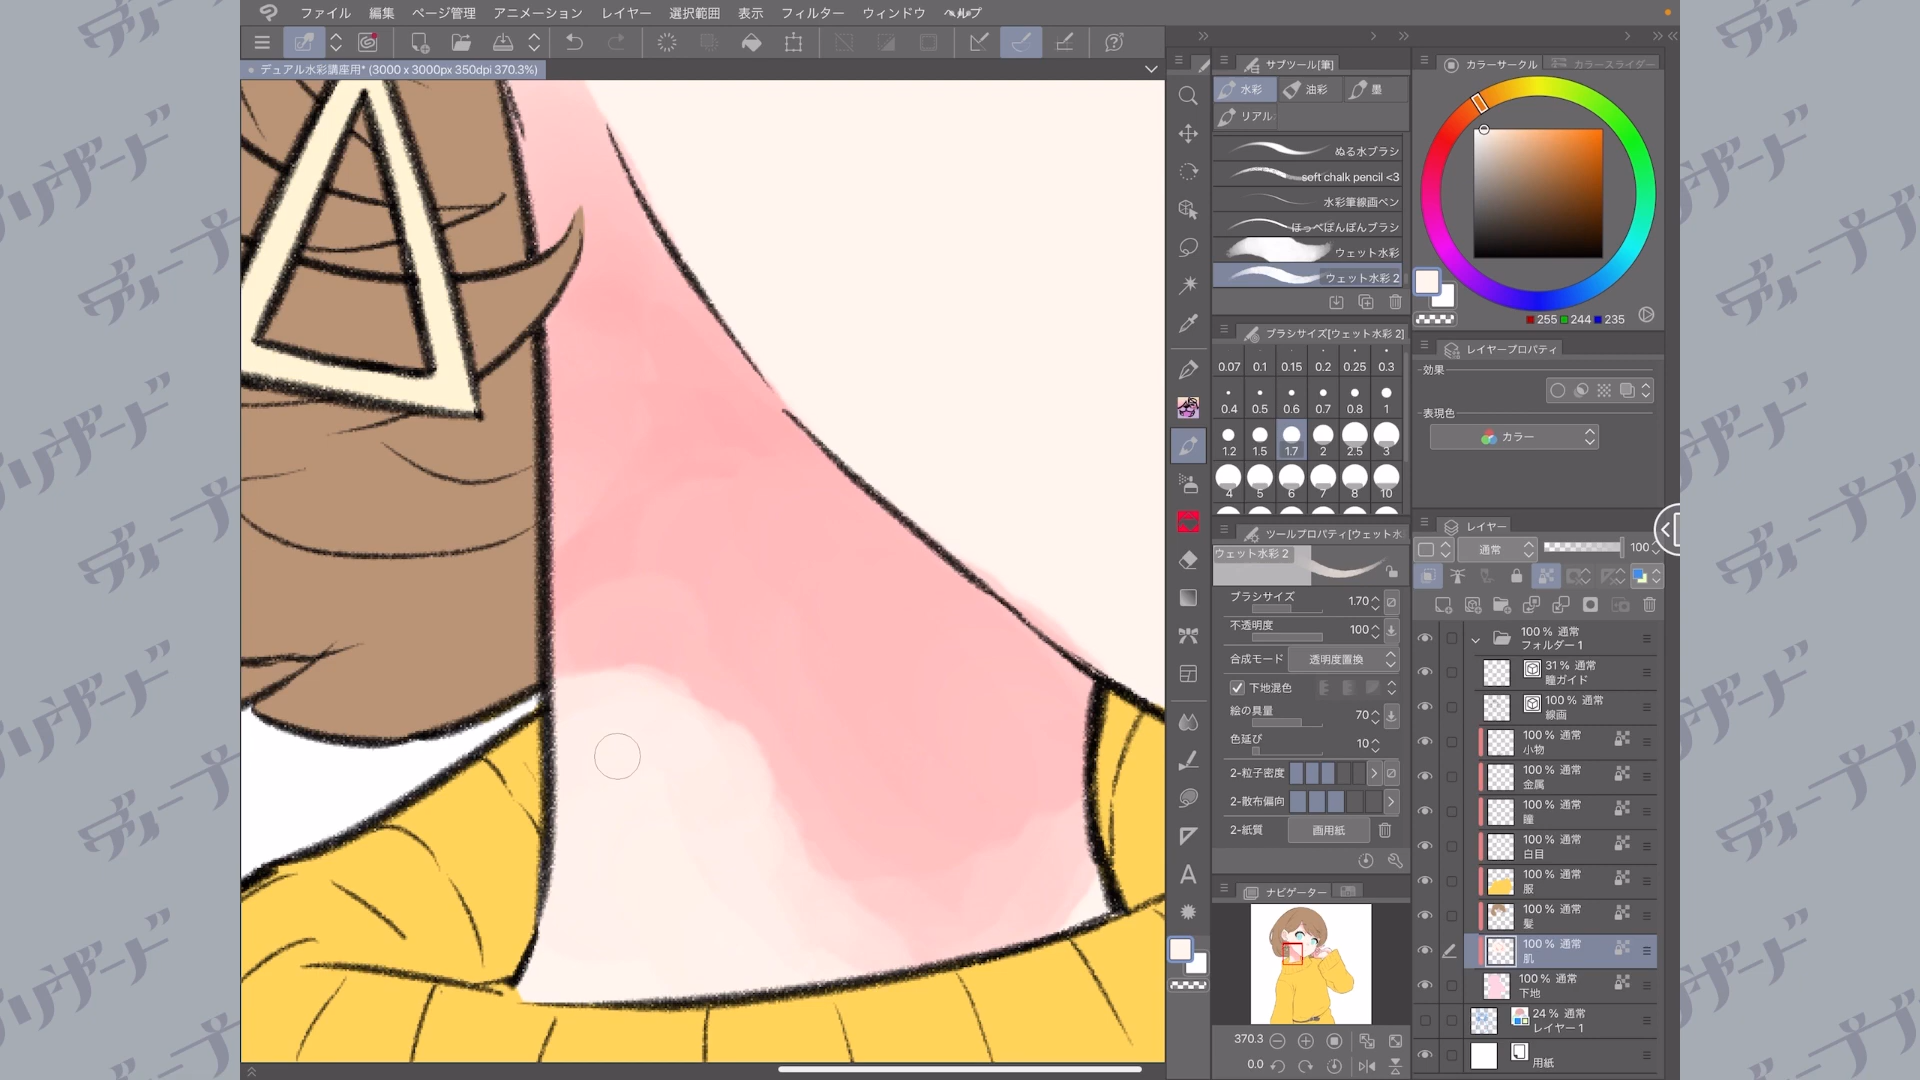 ファイル 編集 ページ管理 アニメーション レイヤー 選択範囲 表示 フィルター ウィンドウ ヘルプ
デュアル水彩講座用* (3000 x 3000px 350dpi 370.3%)
サブツール[筆]
水彩 油彩 墨
リアル
ぬる水ブラシ
soft chalk pencil <3
水彩筆線画ペン
ほっぺぽんぽんブラシ
ウェット水彩
ウェット水彩 2
ブラシサイズ[ウェット水彩 2]
0.07 0.1 0.15 0.2 0.25 0.3
0.4 0.5 0.6 0.7 0.8 1
1.2 1.5 1.7 2 2.5 3
4 5 6 7 8 10
ツールプロパティ[ウェット水
ウェット水彩 2
ブラシサイズ 1.70
不透明度 100
合成モード 透明度置換
下地混色
絵の具量 70
色延び 10
2-粒子密度
2-散布偏向
2-紙質 画用紙
ナビゲーター
370.3
0.0
カラーサークル カラースライダー
255 244 235
レイヤープロパティ
効果
表現色
カラー
レイヤー
通常 100
100 % 通常
フォルダー 1
31 % 通常
瞳ガイド
100 % 通常
線画
100 % 通常
小物
100 % 通常
金属
100 % 通常
瞳
100 % 通常
白目
100 % 通常
服
100 % 通常
髪
100 % 通常
肌
100 % 通常
下地
24 % 通常
レイヤー 1
用紙